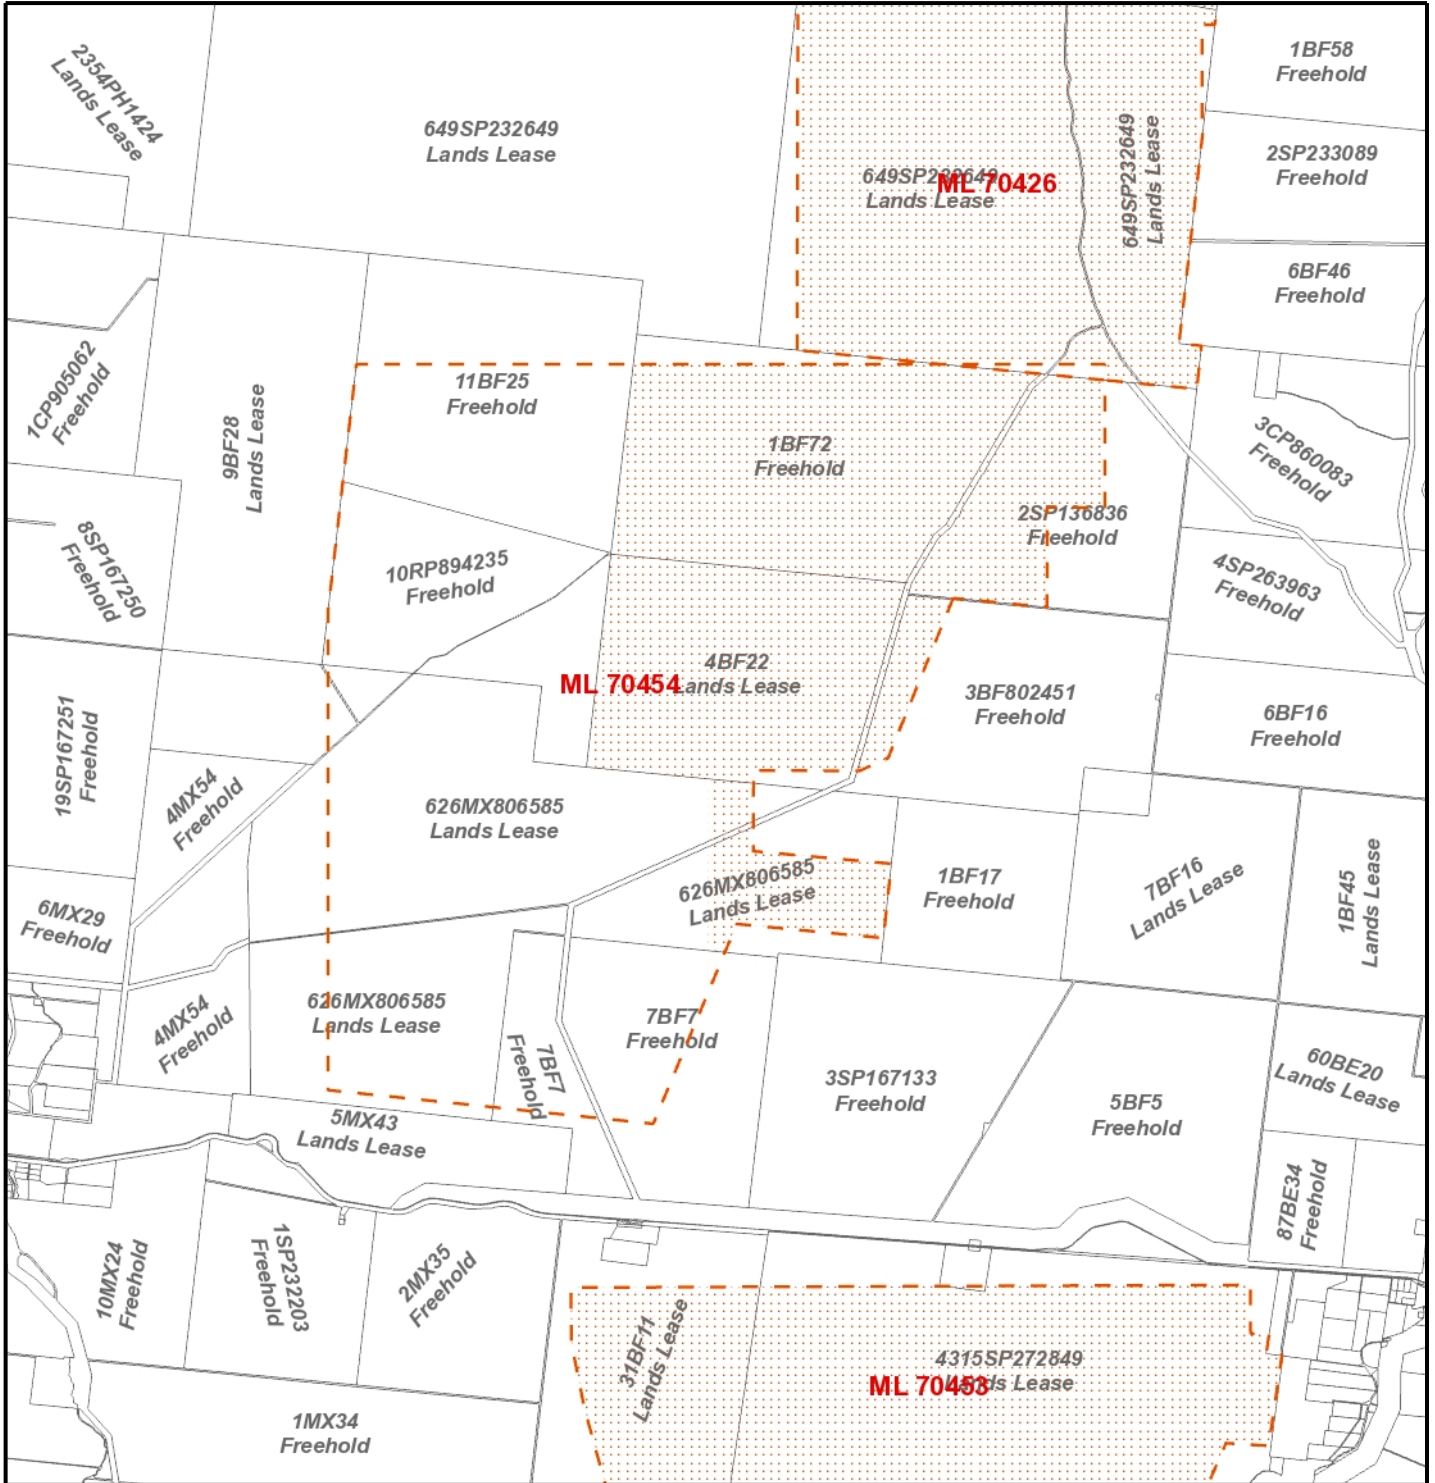 2354PH1424
Lands Lease
649SP232649
Lands Lease
649SP232649
Lands Lease
ML 70426
649SP232649
Lands Lease
1BF58
Freehold
2SP233089
Freehold
6BF46
Freehold
1CP905062
Freehold
9BF28
Lands Lease
11BF25
Freehold
1BF72
Freehold
3CP860083
Freehold
8SP167250
Freehold
10RP894235
Freehold
2SP136836
Freehold
4SP263963
Freehold
19SP167251
Freehold
4BF22
Lands Lease
ML 70454
3BF802451
Freehold
6BF16
Freehold
4MX54
Freehold
626MX806585
Lands Lease
626MX806585
Lands Lease
1BF17
Freehold
7BF16
Lands Lease
1BF45
Lands Lease
6MX29
Freehold
4MX54
Freehold
626MX806585
Lands Lease
7BF7
Freehold
7BF7
Freehold
3SP167133
Freehold
5BF5
Freehold
60BE20
Lands Lease
5MX43
Lands Lease
87BE34
Freehold
10MX24
Freehold
1SP232203
Freehold
2MX35
Freehold
31BF11
Lands Lease
4315SP272849
Lands Lease
ML 70453
1MX34
Freehold